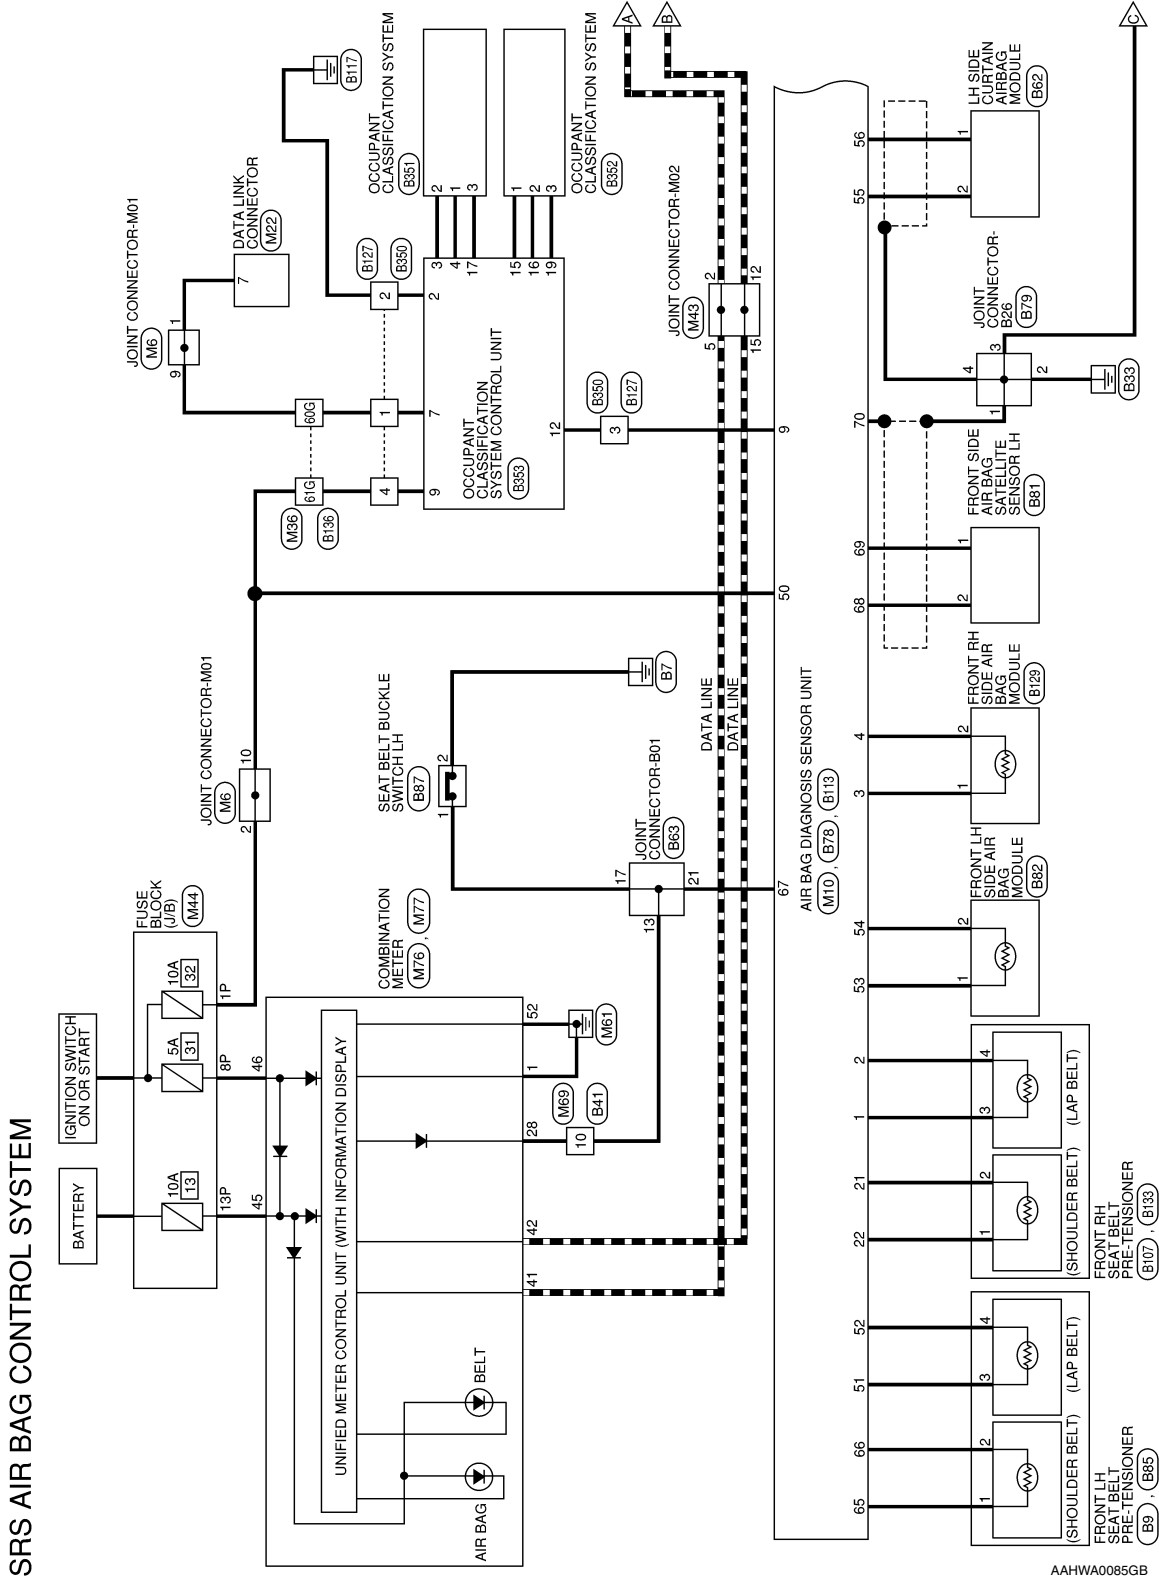 SRS AIR BAG CONTROL SYSTEM
BATTERY
IGNITION SWITCH
ON OR START
10A
13
5A
31
10A
32
FUSE
BLOCK
(J/B)
M44
13P
8P
1P
45
46
UNIFIED METER CONTROL UNIT (WITH INFORMATION DISPLAY)
AIR BAG
BELT
COMBINATION
METER
M76 , M77
41
42
28
1
52
M61
M69
B41
10
JOINT CONNECTOR-M01
M6
2
10
JOINT CONNECTOR-M01
M6
9
1
DATA LINK
CONNECTOR
M22
7
M36
B136
61G
60G
4
1
2
B127
B350
B117
9
7
2
OCCUPANT
CLASSIFICATION
SYSTEM CONTROL UNIT
B353
12
3
4
17
15
16
19
2
1
3
1
2
3
OCCUPANT
CLASSIFICATION SYSTEM
B351
OCCUPANT
CLASSIFICATION SYSTEM
B352
3
B350
B127
SEAT BELT BUCKLE
SWITCH LH
B87
1
2
B7
JOINT
CONNECTOR-B01
B63
17
13
21
DATA LINE
DATA LINE
JOINT CONNECTOR-M02
M43
5
2
15
12
A
B
C
67
50
9
AIR BAG DIAGNOSIS SENSOR UNIT
M10 , B78 , B113
65
66
51
52
22
21
1
2
53
54
3
4
68
69
70
55
56
1
2
3
4
(SHOULDER BELT)
(LAP BELT)
FRONT LH
SEAT BELT
PRE-TENSIONER
B9 , B85
1
2
3
4
(SHOULDER BELT)
(LAP BELT)
FRONT RH
SEAT BELT
PRE-TENSIONER
B107 , B133
1
2
FRONT LH
SIDE AIR
BAG
MODULE
B82
1
2
FRONT RH
SIDE AIR
BAG
MODULE
B129
2
1
FRONT SIDE
AIR BAG
SATELLITE
SENSOR LH
B81
1
4
3
2
JOINT
CONNECTOR-
B26
B79
B33
2
1
LH SIDE
CURTAIN
AIRBAG
MODULE
B62
AAHWA0085GB